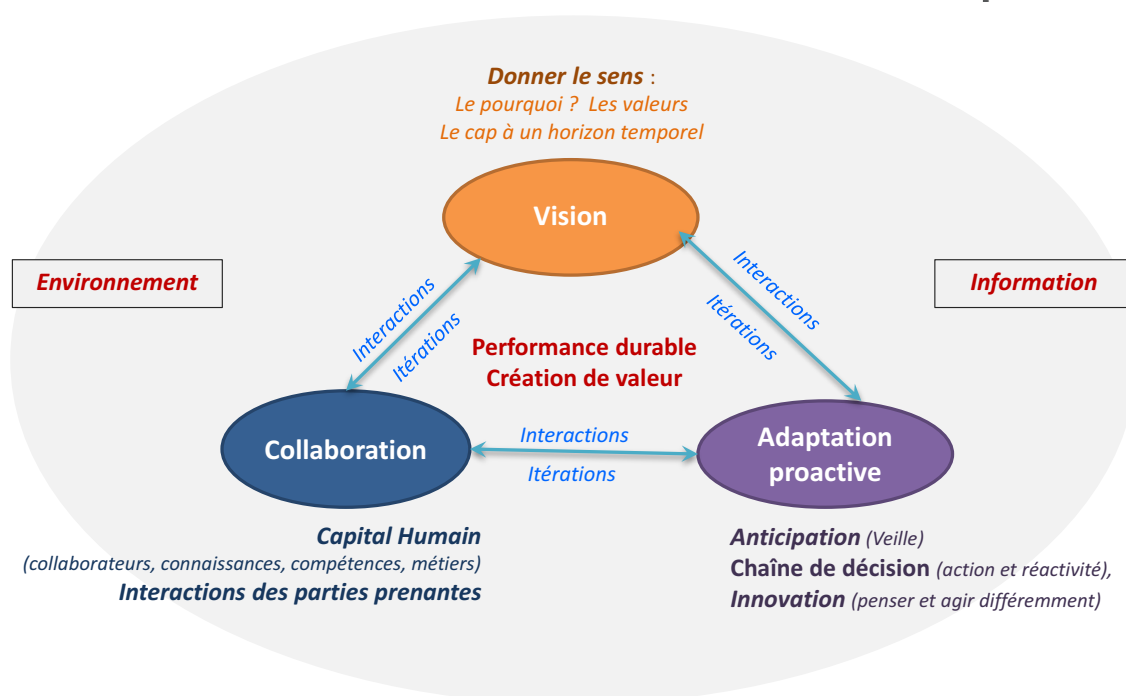 Donner le sens :
Le pourquoi ? Les valeurs
Le cap à un horizon temporel
Vision
Environnement
Information
Interactions
Itérations
Interactions
Itérations
Performance durable
Création de valeur
Collaboration
Interactions
Itérations
Adaptation
proactive
Capital Humain
(collaborateurs, connaissances, compétences, métiers)
Interactions des parties prenantes
Anticipation (Veille)
Chaîne de décision (action et réactivité),
Innovation (penser et agir différemment)